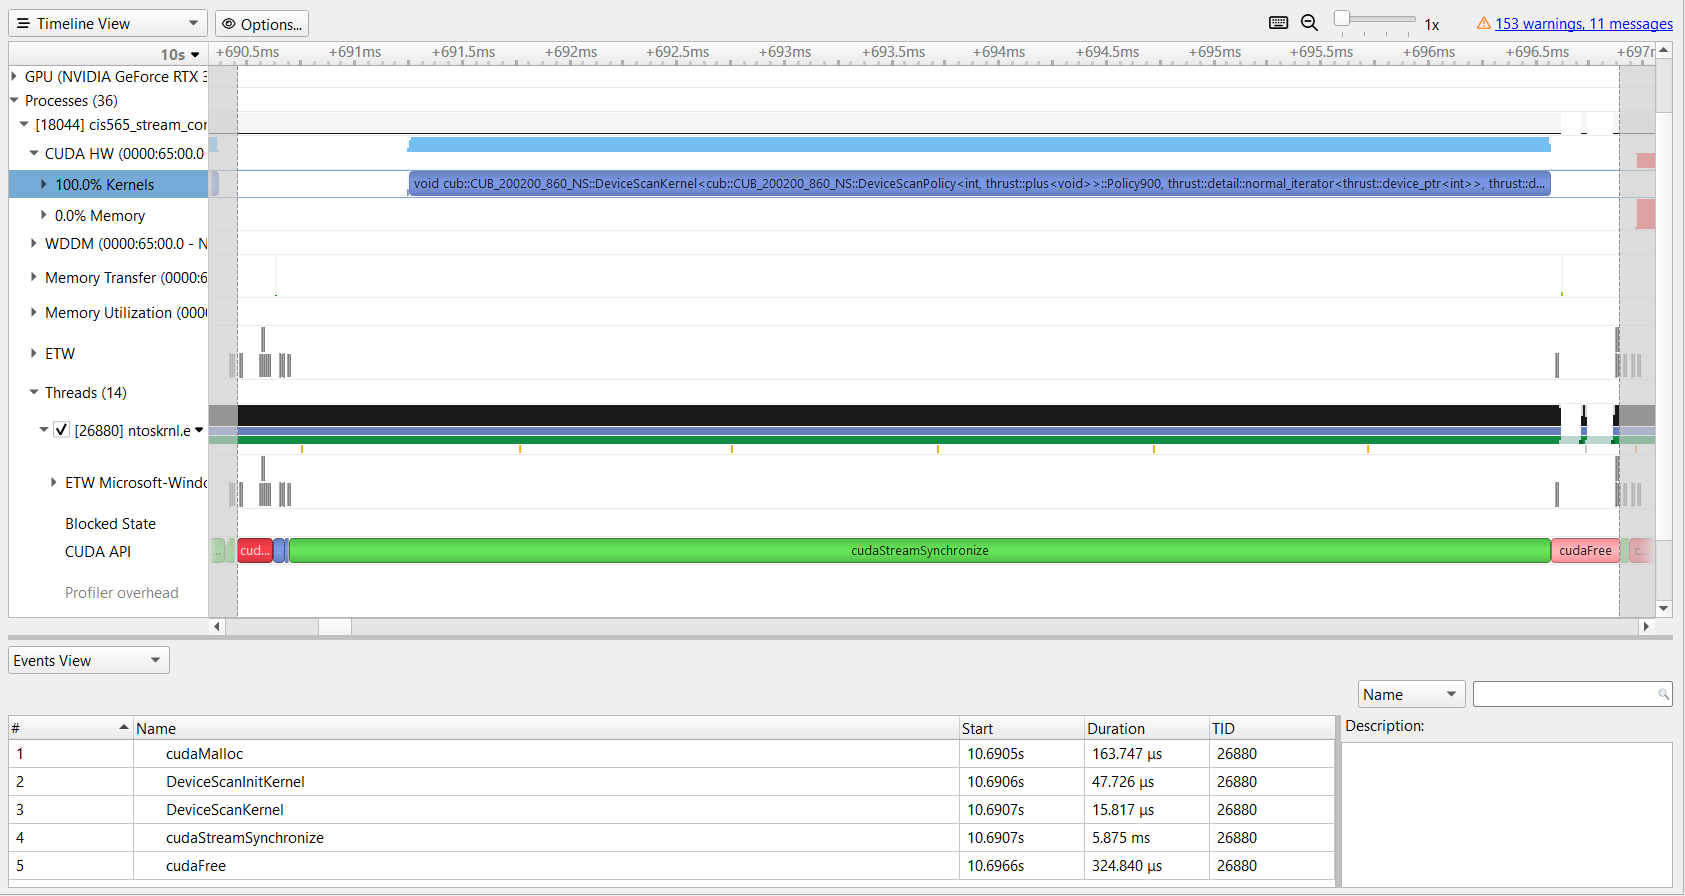 Timeline View
Options...
1x
153 warnings, 11 messages
10s
+690.5ms +691ms +691.5ms +692ms +692.5ms +693ms +693.5ms +694ms +694.5ms +695ms +695.5ms +696ms +696.5ms +697r
GPU (NVIDIA GeForce RTX 3
Processes (36)
[18044] cis565_stream_cor
CUDA HW (0000:65:00.0
100.0% Kernels
void cub::CUB_200200_860_NS::DeviceScanKernel<cub::CUB_200200_860_NS::DeviceScanPolicy<int, thrust::plus<void>>::Policy900, thrust::detail::normal_iterator<thrust::device_ptr<int>>, thrust::d...
0.0% Memory
WDDM (0000:65:00.0 - N
Memory Transfer (0000:6
Memory Utilization (000
ETW
Threads (14)
[26880] ntoskrnl.e
ETW Microsoft-Windo
Blocked State
CUDA API
... cud... cudaStreamSynchronize cudaFree c...
Profiler overhead
Events View
Name
# Name Start Duration TID
Description:
1 cudaMalloc 10.6905s 163.747 μs 26880
2 DeviceScanInitKernel 10.6906s 47.726 μs 26880
3 DeviceScanKernel 10.6907s 15.817 μs 26880
4 cudaStreamSynchronize 10.6907s 5.875 ms 26880
5 cudaFree 10.6966s 324.840 μs 26880